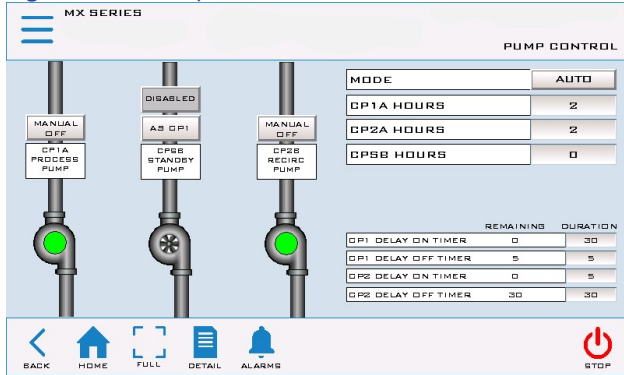 MX SERIES
PUMP CONTROL
DISABLED
MANUAL OFF
AS CP1
MANUAL OFF
CP1A PROCESS PUMP
CPSB STANDBY PUMP
CP2B RECIRC PUMP
MODE AUTO
CP1A HOURS 2
CP2A HOURS 2
CPSB HOURS 0
REMAINING DURATION
CP1 DELAY ON TIMER 0 30
CP1 DELAY OFF TIMER 5 5
CP2 DELAY ON TIMER 0 5
CP2 DELAY OFF TIMER 30 30
BACK HOME FULL DETAIL ALARMS STOP